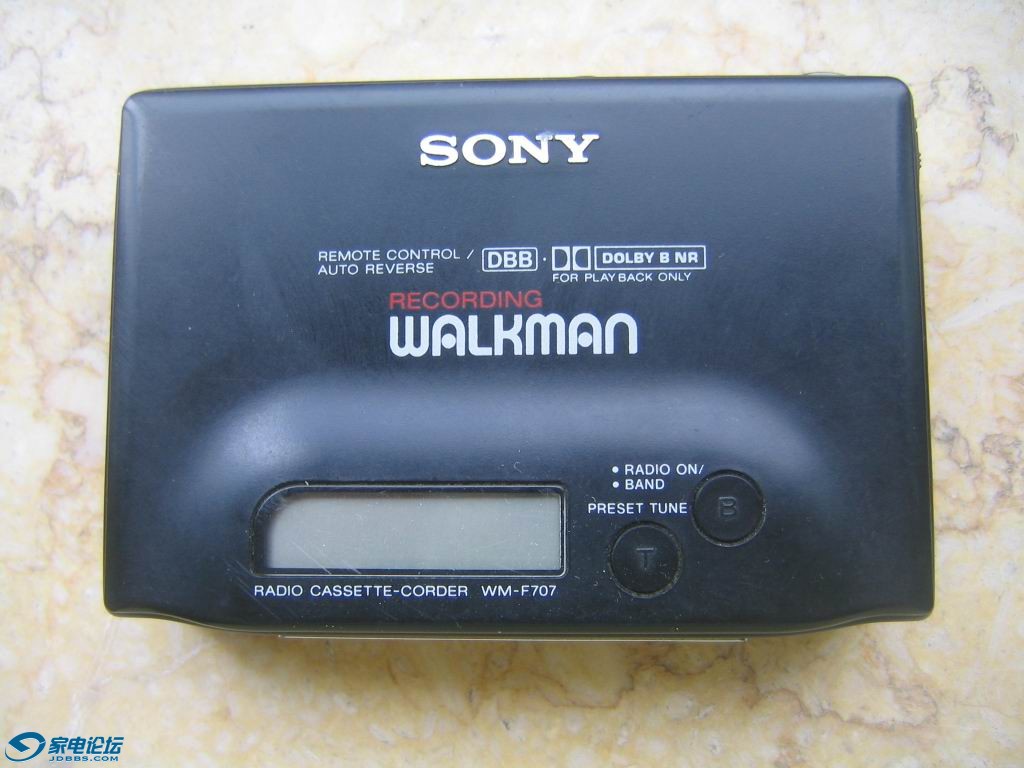 SONY
REMOTE CONTROL / DBB · DOLBY B NR
AUTO REVERSE
FOR PLAYBACK ONLY
RECORDING
WALKMAN
• RADIO ON/
• BAND
PRESET TUNE
B
T
RADIO CASSETTE-CORDER WM-F707
家电论坛
JDBBS.COM